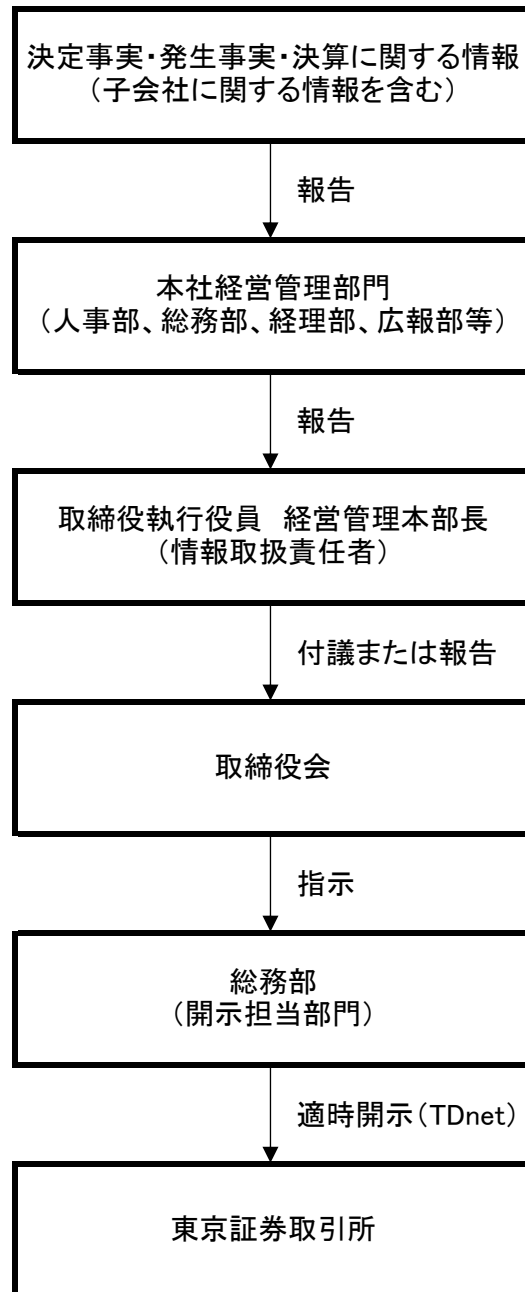 決定事実・発生事実・決算に関する情報
（子会社に関する情報を含む）
報告
本社経営管理部門
（人事部、総務部、経理部、広報部等）
報告
取締役執行役員　経営管理本部長
（情報取扱責任者）
付議または報告
取締役会
指示
総務部
（開示担当部門）
適時開示（TDnet）
東京証券取引所